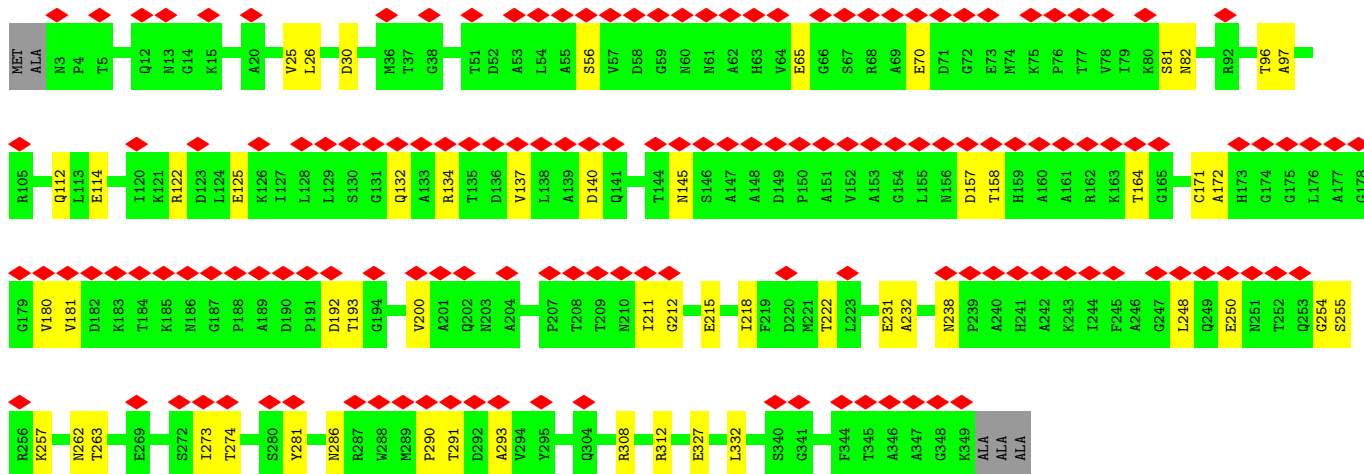 MET ALA N3 P4 T5 Q12 N13 G14 K15 A20 V25 L26 D30 M36 T37 G38 T51 D52 A53 L54 A55 S56 V57 D58 G59 N60 N61 A62 H63 V64 E65 G66 S67 R68 A69 E70 D71 G72 E73 M74 K75 P76 T77 V78 I79 K80 S81 N82 R92 T96 A97
R105 Q112 L113 E114 I120 K121 R122 D123 L124 E125 K126 I127 L128 L129 S130 G131 Q132 A133 R134 T135 D136 V137 L138 A139 D140 Q141 T144 N145 S146 A147 A148 D149 P150 A151 V152 A153 G154 L155 N156 D157 T158 H159 A160 A161 R162 K163 T164 G165 C171 A172 H173 G174 G175 L176 A177 G178
G179 V180 V181 D182 K183 T184 K185 N186 G187 P188 A189 D190 P191 D192 T193 G194 V200 A201 Q202 N203 A204 P207 T208 T209 N210 I211 G212 E215 I218 F219 D220 M221 T222 L223 E231 A232 N238 P239 A240 H241 A242 K243 I244 F245 A246 G247 L248 Q249 E250 N251 T252 Q253 G254 S255
R256 K257 N262 T263 E269 S272 I273 T274 S280 Y281 N286 R287 W288 M289 P290 T291 D292 A293 V294 Y295 Q304 R308 R312 E327 L332 S340 G341 F344 T345 A346 A347 G348 K349 ALA ALA ALA